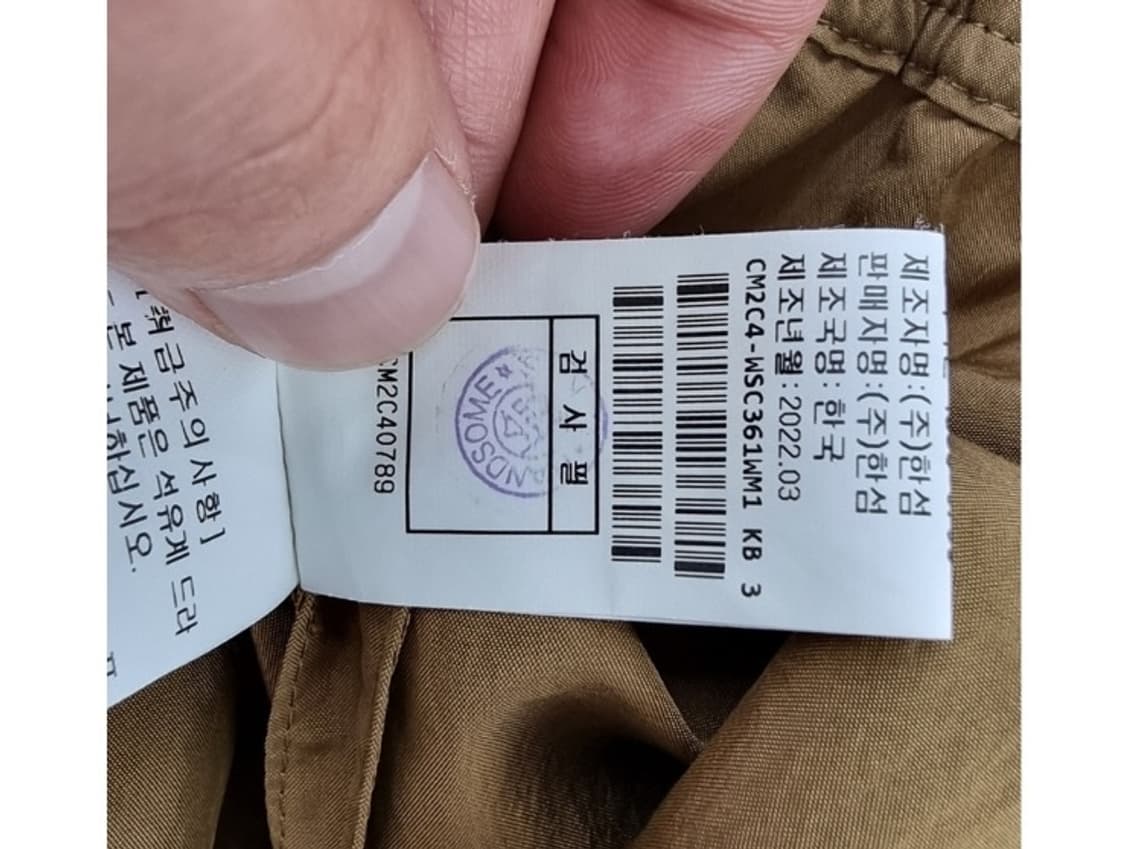 제조자명:(주)한섬
판매자명:(주)한섬
제조국명:한국
제조년월:2022.03
CM2C4-WSC361WM1 KB 3
검사필
NDSOME
CM2C40789
취급주의사항]
본 제품은 석유계 드라
하십시오.